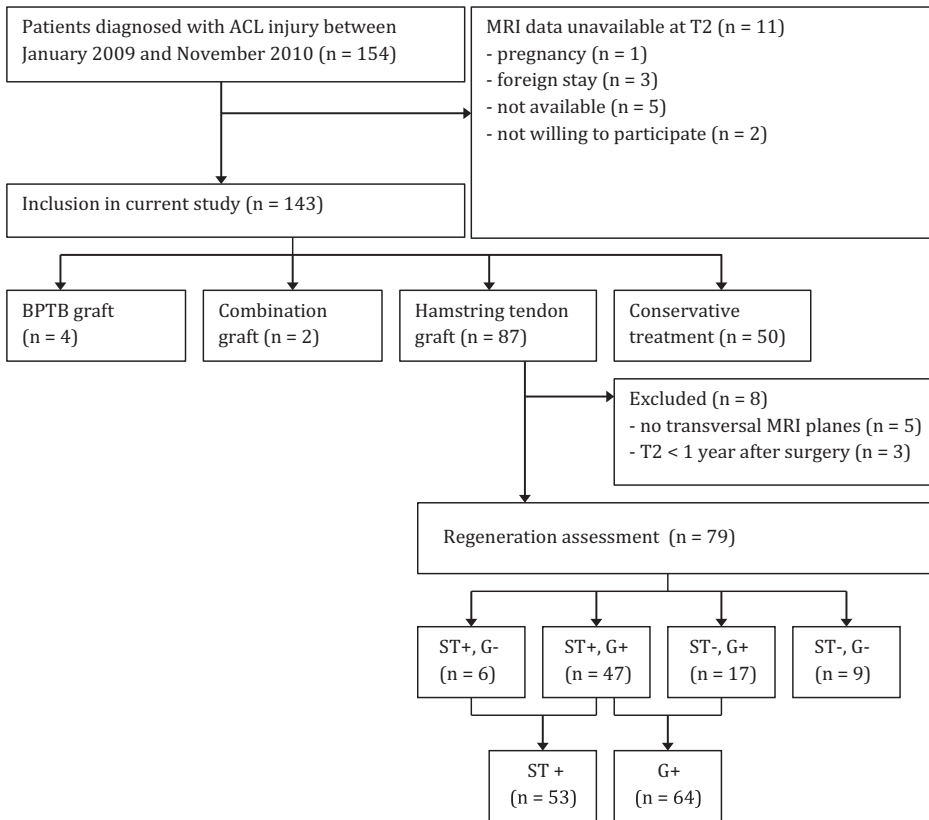 Patients diagnosed with ACL injury between
January 2009 and November 2010 (n = 154)
MRI data unavailable at T2 (n = 11)
- pregnancy (n = 1)
- foreign stay (n = 3)
- not available (n = 5)
- not willing to participate (n = 2)
Inclusion in current study (n = 143)
BPTB graft
(n = 4)
Combination
graft (n = 2)
Hamstring tendon
graft (n = 87)
Conservative
treatment (n = 50)
Excluded (n = 8)
- no transversal MRI planes (n = 5)
- T2 < 1 year after surgery (n = 3)
Regeneration assessment (n = 79)
ST+, G-
(n = 6)
ST+, G+
(n = 47)
ST-, G+
(n = 17)
ST-, G-
(n = 9)
ST +
(n = 53)
G+
(n = 64)